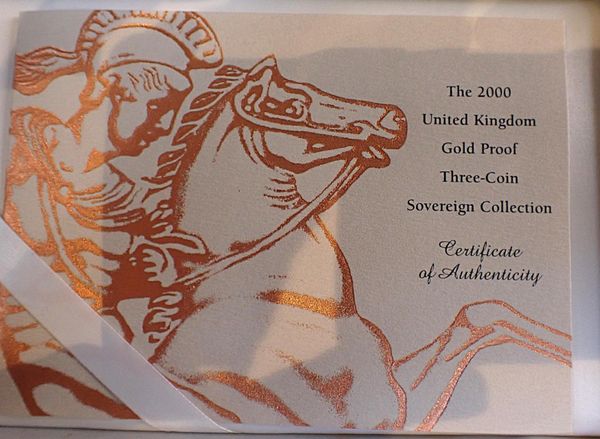 The 2000
United Kingdom
Gold Proof
Three-Coin
Sovereign Collection
Certificate
of Authenticity